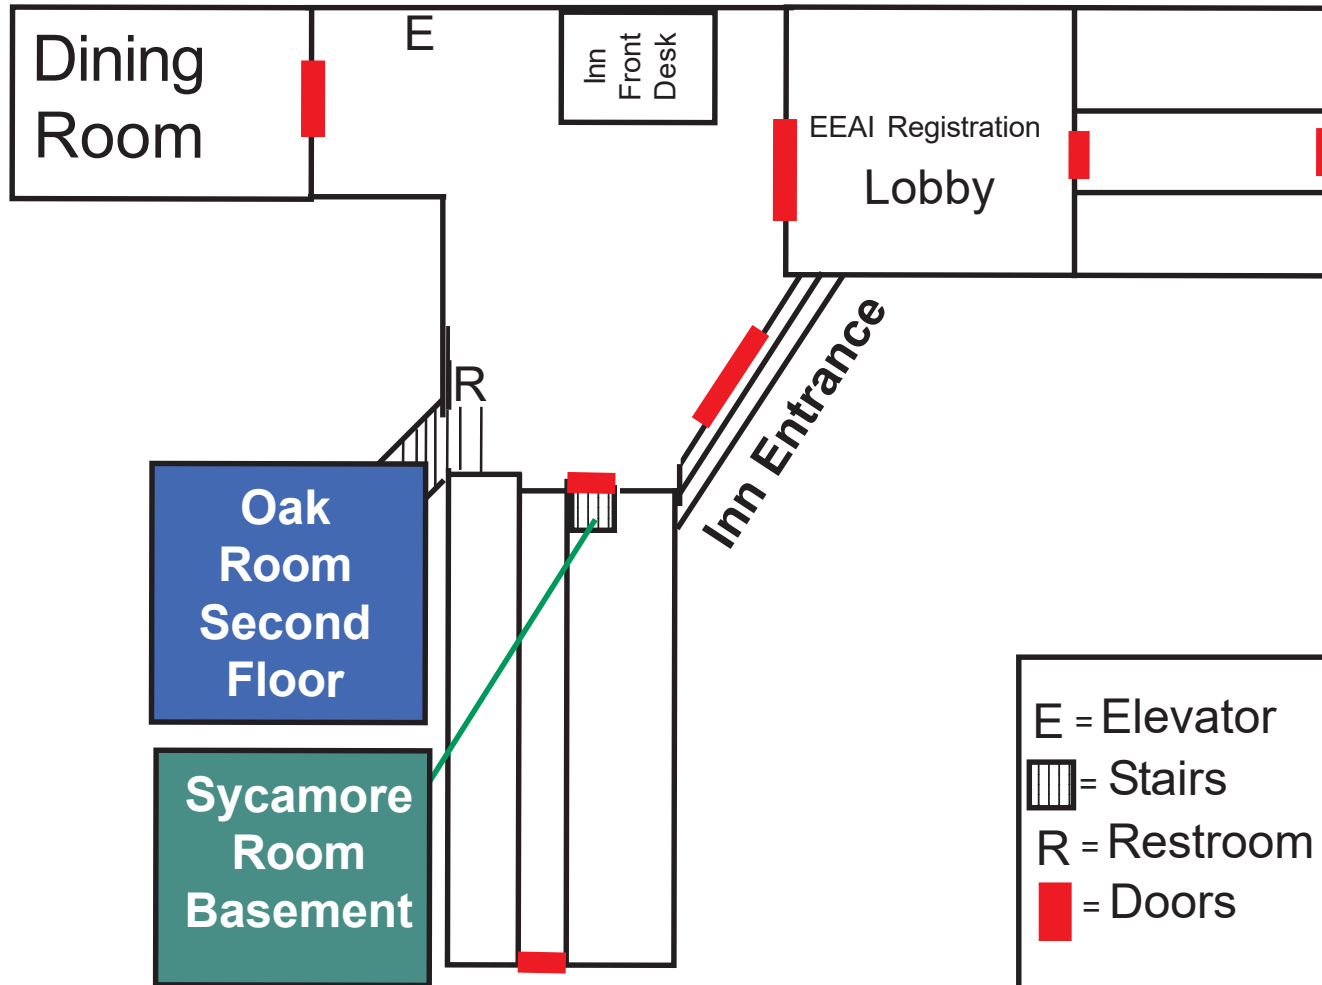 Dining
Room
E
Inn
Front
Desk
EEAI Registration
Lobby
Inn Entrance
R
Oak
Room
Second
Floor
Sycamore
Room
Basement
E = Elevator
= Stairs
R = Restroom
= Doors